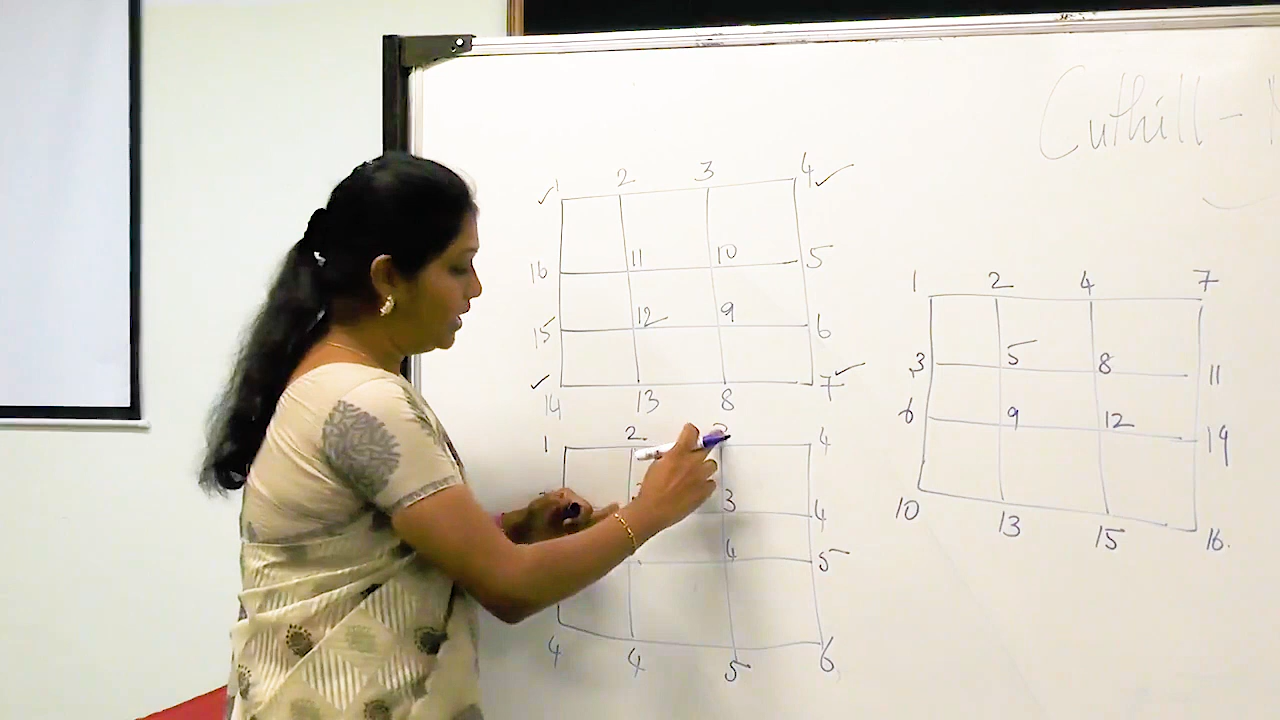 Cuthill -
1 2 3 4
16 11 10 5
15 12 9 6
14 13 8 7
1 2 4 7
3 5 8 11
6 9 12 14
10 13 15 16.
1 2 4
3 4
4 5
4 4 5 6